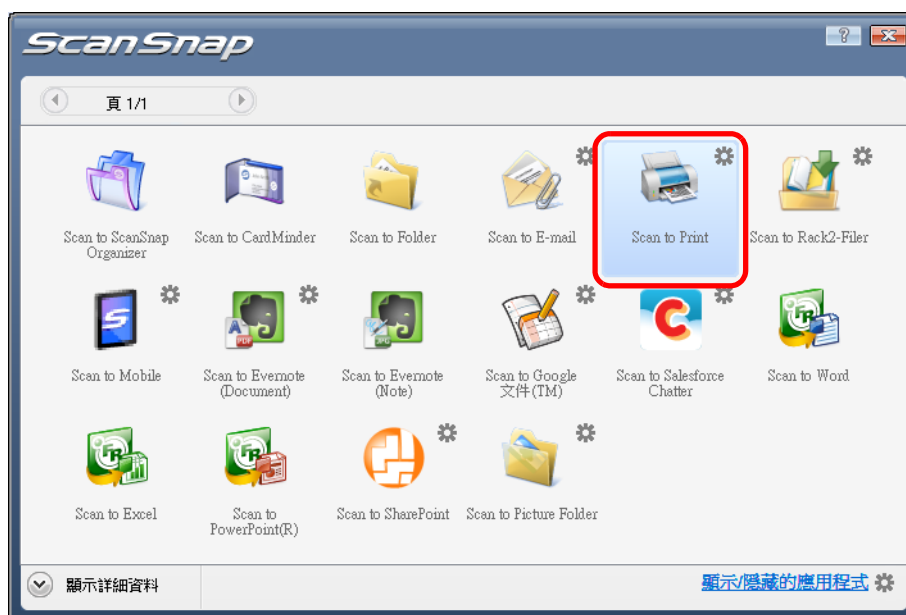 ScanSnap
頁 1/1
Scan to ScanSnap
Organizer
Scan to CardMinder
Scan to Folder
Scan to E-mail
Scan to Print
Scan to Rack2-Filer
Scan to Mobile
Scan to Evernote
(Document)
Scan to Evernote
(Note)
Scan to Google
文件(TM)
Scan to Salesforce
Chatter
Scan to Word
Scan to Excel
Scan to
PowerPoint(R)
Scan to SharePoint
Scan to Picture Folder
顯示詳細資料
顯示/隱藏的應用程式